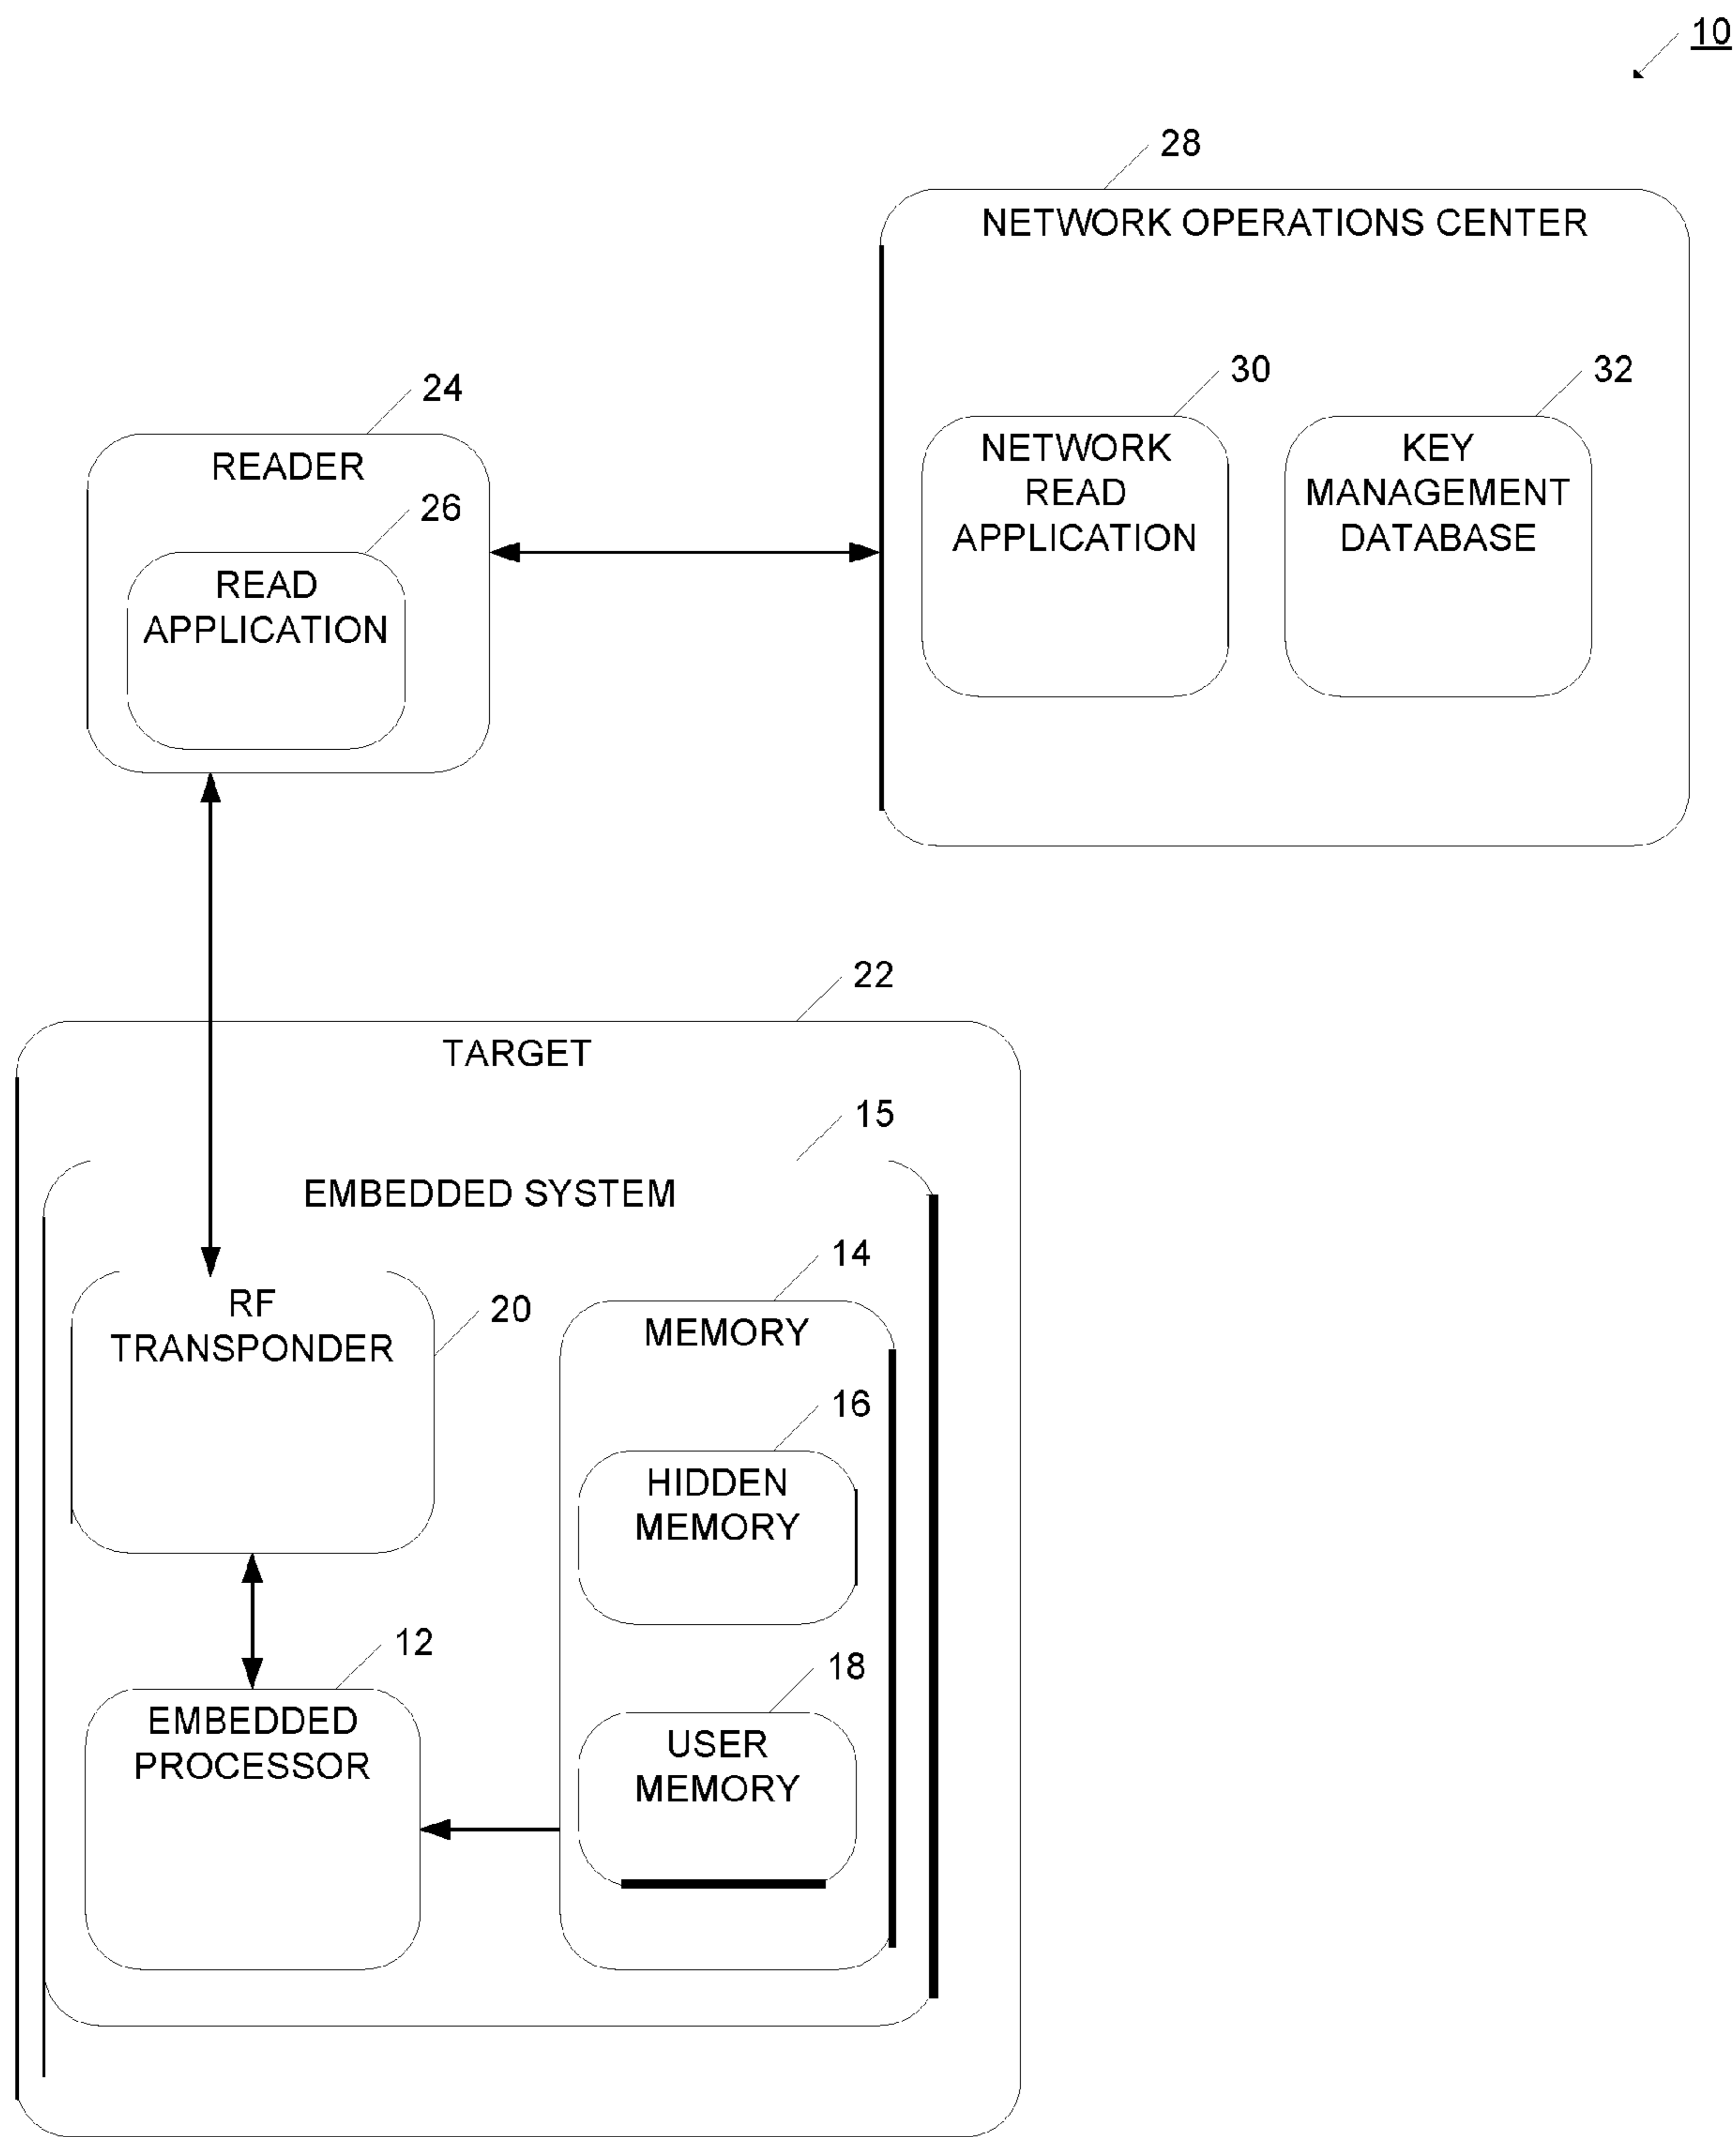 10
28
NETWORK OPERATIONS CENTER
30
NETWORK
READ
APPLICATION
32
KEY
MANAGEMENT
DATABASE
24
READER
26
READ
APPLICATION
22
TARGET
15
EMBEDDED SYSTEM
RF
TRANSPONDER
20
14
MEMORY
16
HIDDEN
MEMORY
12
EMBEDDED
PROCESSOR
18
USER
MEMORY